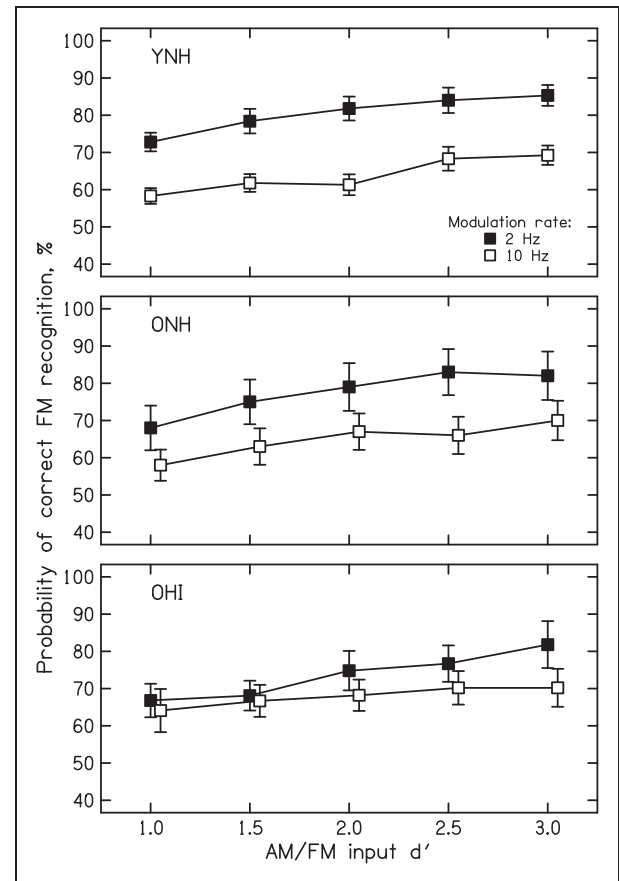 Probability of correct FM recognition, %
100
90
80
70
60
50
40
YNH
Modulation rate:
2 Hz
10 Hz
100
90
80
70
60
50
40
ONH
100
90
80
70
60
50
40
OHI
1.0 1.5 2.0 2.5 3.0
AM/FM input d′